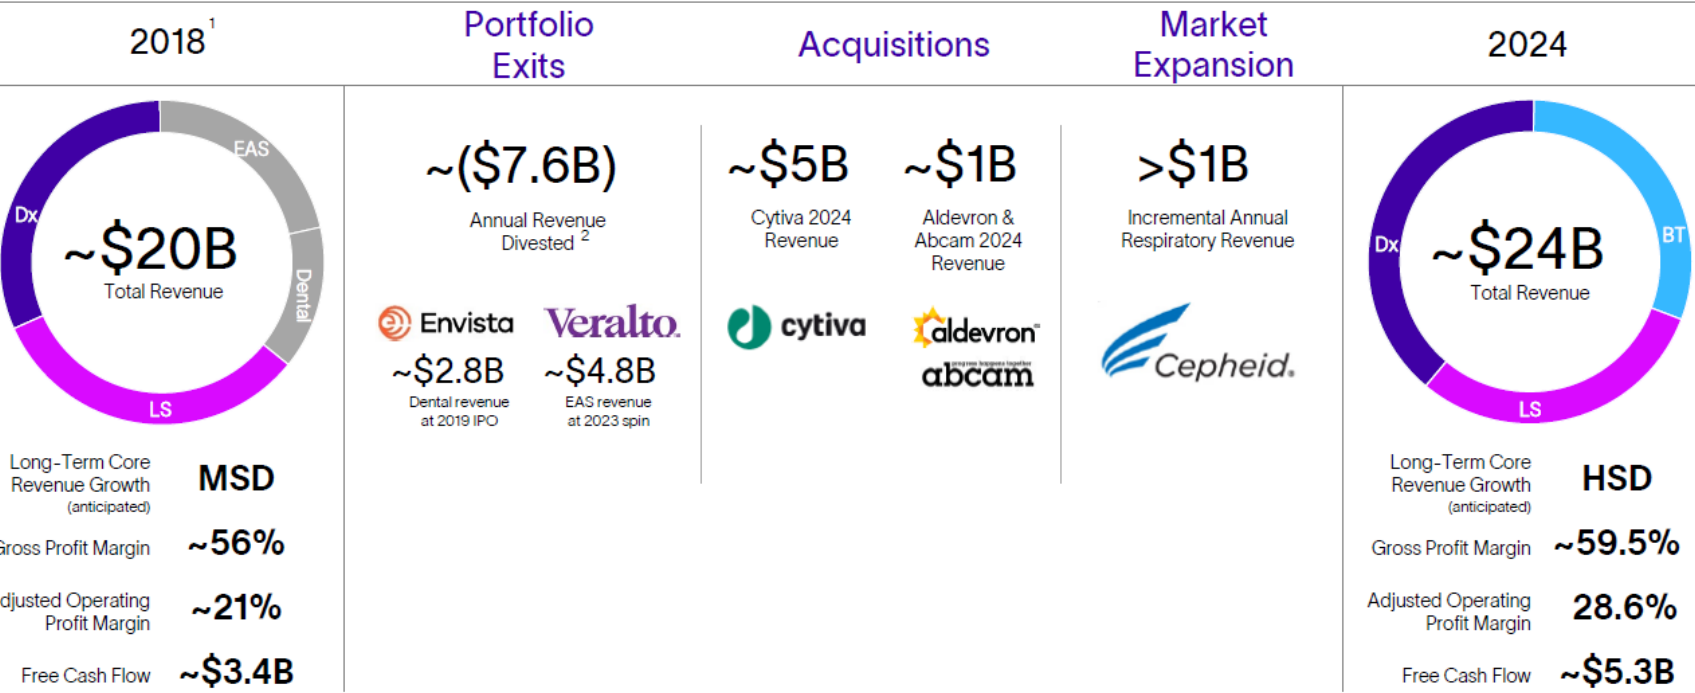 2018¹
Portfolio
Exits
Acquisitions
Market
Expansion
2024
EAS
Dx
Dental
LS
~$20B
Total Revenue
Long-Term Core
Revenue Growth
(anticipated)
MSD
Gross Profit Margin
~56%
djusted Operating
Profit Margin
~21%
Free Cash Flow
~$3.4B
~($7.6B)
Annual Revenue
Divested ²
Envista
~$2.8B
Dental revenue
at 2019 IPO
Veralto.
~$4.8B
EAS revenue
at 2023 spin
~$5B
Cytiva 2024
Revenue
cytiva
~$1B
Aldevron &
Abcam 2024
Revenue
aldevron
progress happens together
abcam
>$1B
Incremental Annual
Respiratory Revenue
Cepheid.
Dx
BT
LS
~$24B
Total Revenue
Long-Term Core
Revenue Growth
(anticipated)
HSD
Gross Profit Margin
~59.5%
Adjusted Operating
Profit Margin
28.6%
Free Cash Flow
~$5.3B